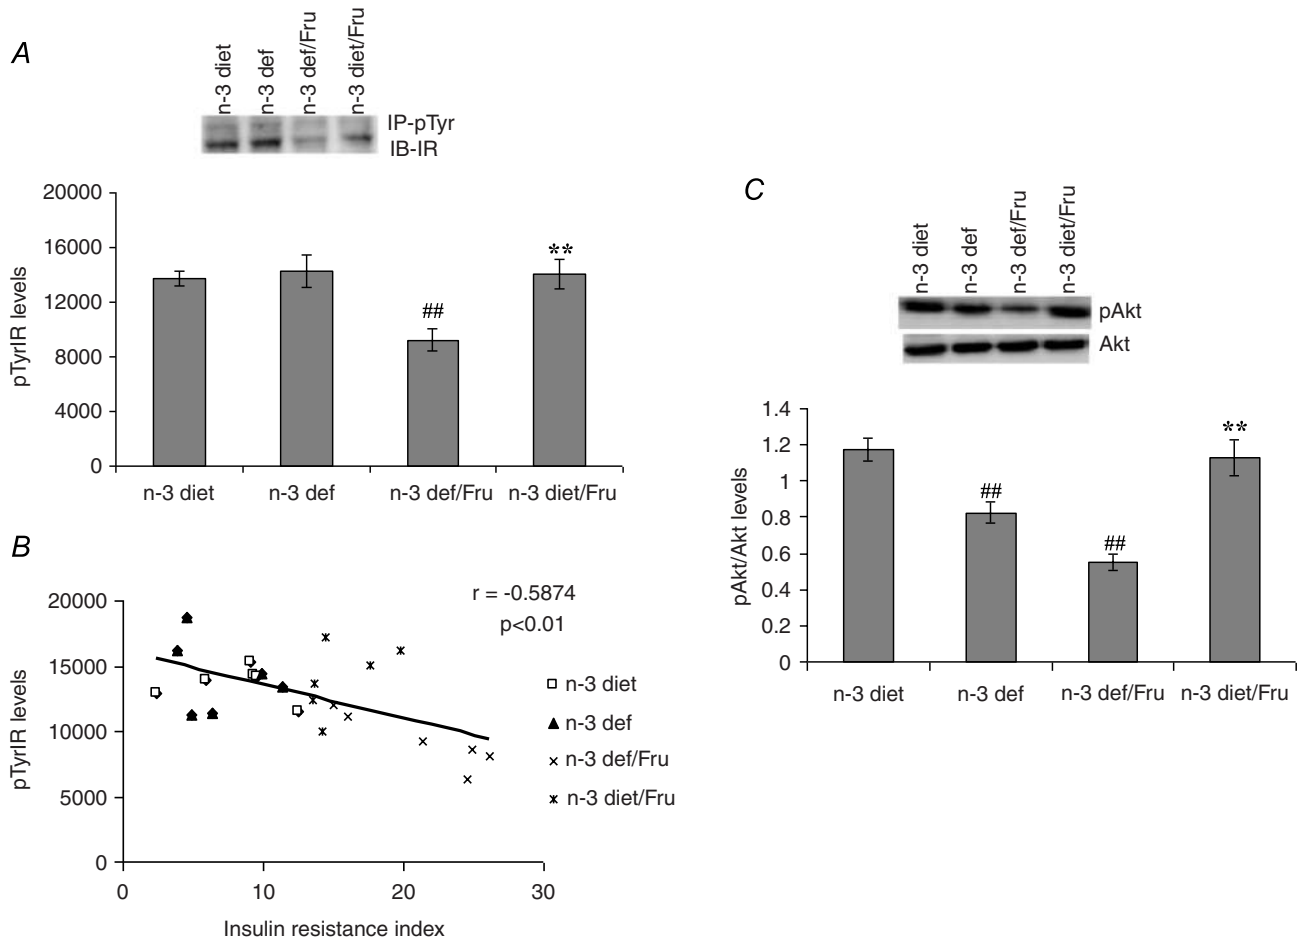 A
n-3 diet
n-3 def
n-3 def/Fru
n-3 diet/Fru
IP-pTyr
IB-IR
20000
16000
12000
8000
4000
0
pTyrIR levels
##
**
n-3 diet
n-3 def
n-3 def/Fru
n-3 diet/Fru
B
r = -0.5874
p<0.01
20000
15000
10000
5000
0
pTyrIR levels
n-3 diet
n-3 def
n-3 def/Fru
n-3 diet/Fru
0
10
20
30
Insulin resistance index
C
n-3 diet
n-3 def
n-3 def/Fru
n-3 diet/Fru
pAkt
Akt
1.4
1.2
1
0.8
0.6
0.4
0.2
0
pAkt/Akt levels
##
##
**
n-3 diet
n-3 def
n-3 def/Fru
n-3 diet/Fru